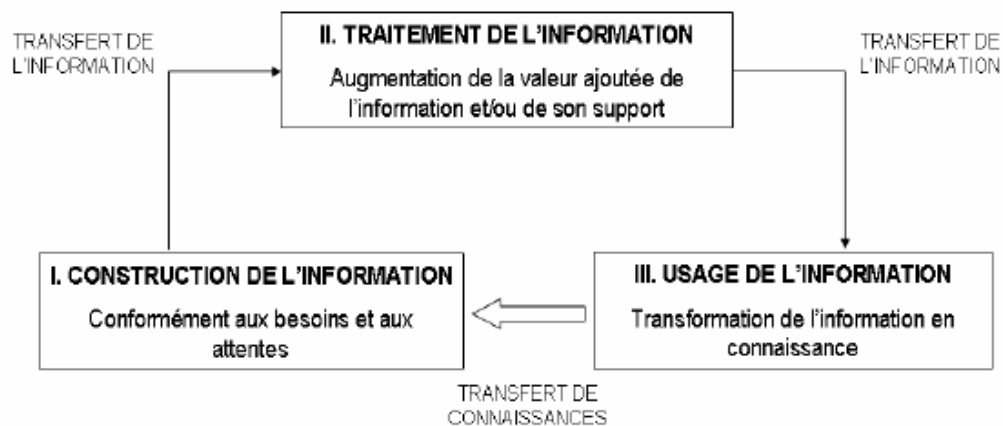 TRANSFERT DE
L'INFORMATION
II. TRAITEMENT DE L'INFORMATION
Augmentation de la valeur ajoutée de
l'information et/ou de son support
TRANSFERT DE
L'INFORMATION
I. CONSTRUCTION DE L'INFORMATION
Conformément aux besoins et aux
attentes
III. USAGE DE L'INFORMATION
Transformation de l'information en
connaissance
TRANSFERT DE
CONNAISSANCES